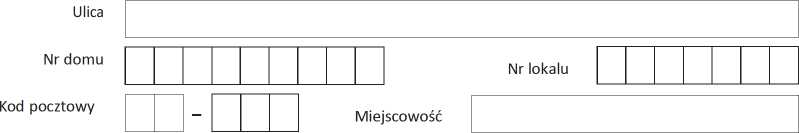 Ulica
Nr domu Nr lokalu
Kod pocztowy – Miejscowość